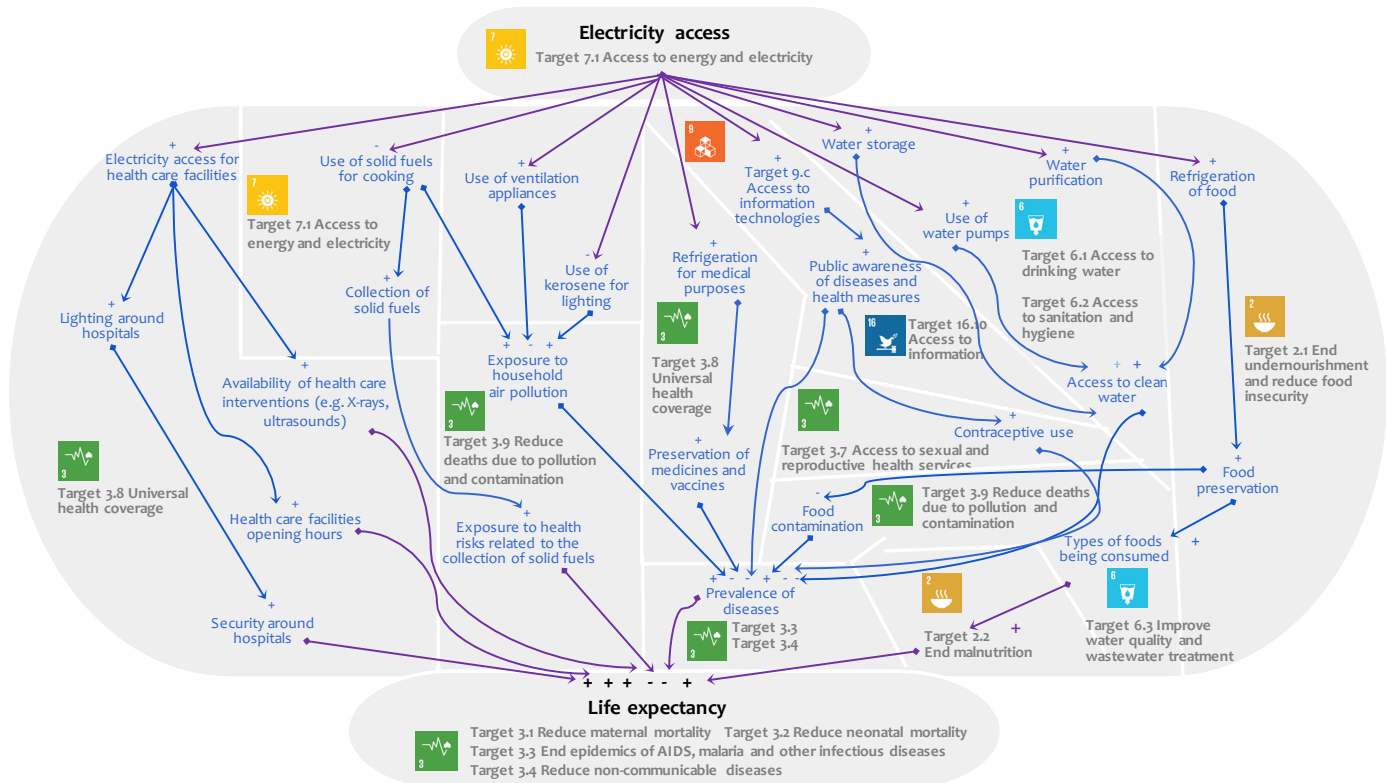 Electricity access
7
Target 7.1 Access to energy and electricity
+
Electricity access for
health care facilities
-
Use of solid fuels
for cooking
+
Use of ventilation
appliances
9
+
Target 9.c
Access to
information
technologies
+
Water storage
+
Water
purification
+
Refrigeration
of food
7
Target 7.1 Access to
energy and electricity
+
Use of
water pumps
6
Target 6.1 Access to
drinking water
Target 6.2 Access
to sanitation and
hygiene
+
Collection of
solid fuels
-
Use of
kerosene for
lighting
+
Refrigeration
for medical
purposes
+
Public awareness
of diseases and
health measures
+
Lighting around
hospitals
3
Target 3.8
Universal
health
coverage
16
Target 16.10
Access to
information
2
Target 2.1 End
undernourishment
and reduce food
insecurity
+ - +
Exposure to
household
air pollution
+
Availability of health care
interventions (e.g. X-rays,
ultrasounds)
+ +
Access to clean
water
3
Target 3.9 Reduce
deaths due to pollution
and contamination
3
Target 3.7 Access to sexual and
reproductive health services
+
Contraceptive use
3
Target 3.8 Universal
health coverage
+
Preservation of
medicines and
vaccines
+
Food
preservation
-
Food
contamination
3
Target 3.9 Reduce deaths
due to pollution and
contamination
+
Health care facilities
opening hours
+
Exposure to health
risks related to the
collection of solid fuels
Types of foods
being consumed
+
+ - - + - -
Prevalence of
diseases
3
Target 3.3
Target 3.4
2
Target 2.2
End malnutrition
+
6
Target 6.3 Improve
water quality and
wastewater treatment
+
Security around
hospitals
+ + + - - +
Life expectancy
3
Target 3.1 Reduce maternal mortality Target 3.2 Reduce neonatal mortality
Target 3.3 End epidemics of AIDS, malaria and other infectious diseases
Target 3.4 Reduce non-communicable diseases